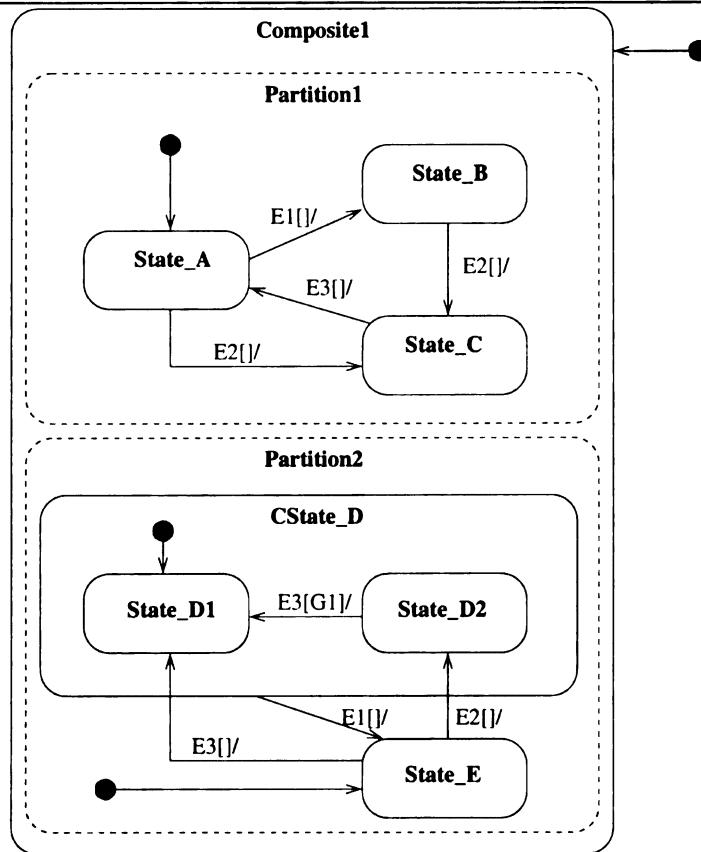 Composite1
Partition1
State_B
E1[]/
State_A
E2[]/
E3[]/
State_C
E2[]/
Partition2
CState_D
State_D1
E3[G1]/
State_D2
E1[]/
E2[]/
E3[]/
State_E